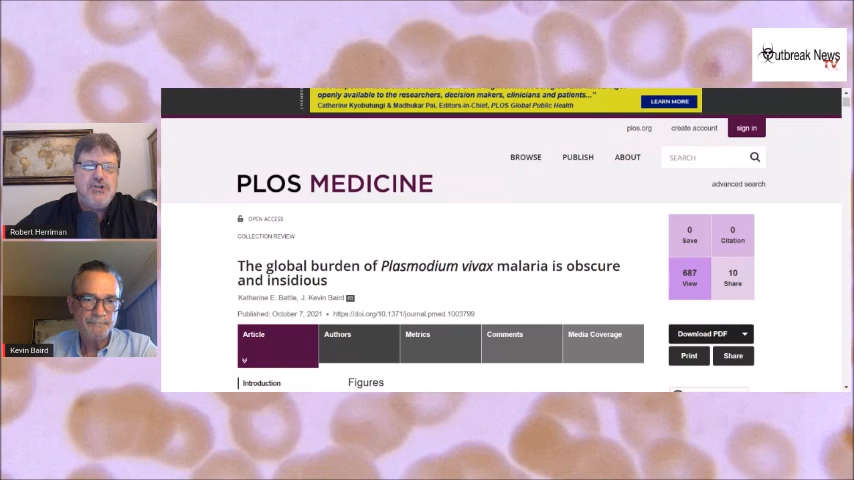 utbreak News
TV
openly available to the researchers, decision makers, clinicians and patients..."
Catherine Kyobutungi & Madhukar Pai, Editors-in-Chief, PLOS Global Public Health
LEARN MORE
plos.org
create account
sign in
BROWSE
PUBLISH
ABOUT
SEARCH
advanced search
PLOS MEDICINE
OPEN ACCESS
COLLECTION REVIEW
The global burden of Plasmodium vivax malaria is obscure
and insidious
Katherine E. Battle, J. Kevin Baird
Published: October 7, 2021 • https://doi.org/10.1371/journal.pmed.1003799
0
Save
0
Citation
687
View
10
Share
Article
Authors
Metrics
Comments
Media Coverage
Download PDF
Print
Share
Introduction
Figures
Robert Herriman
Kevin Baird